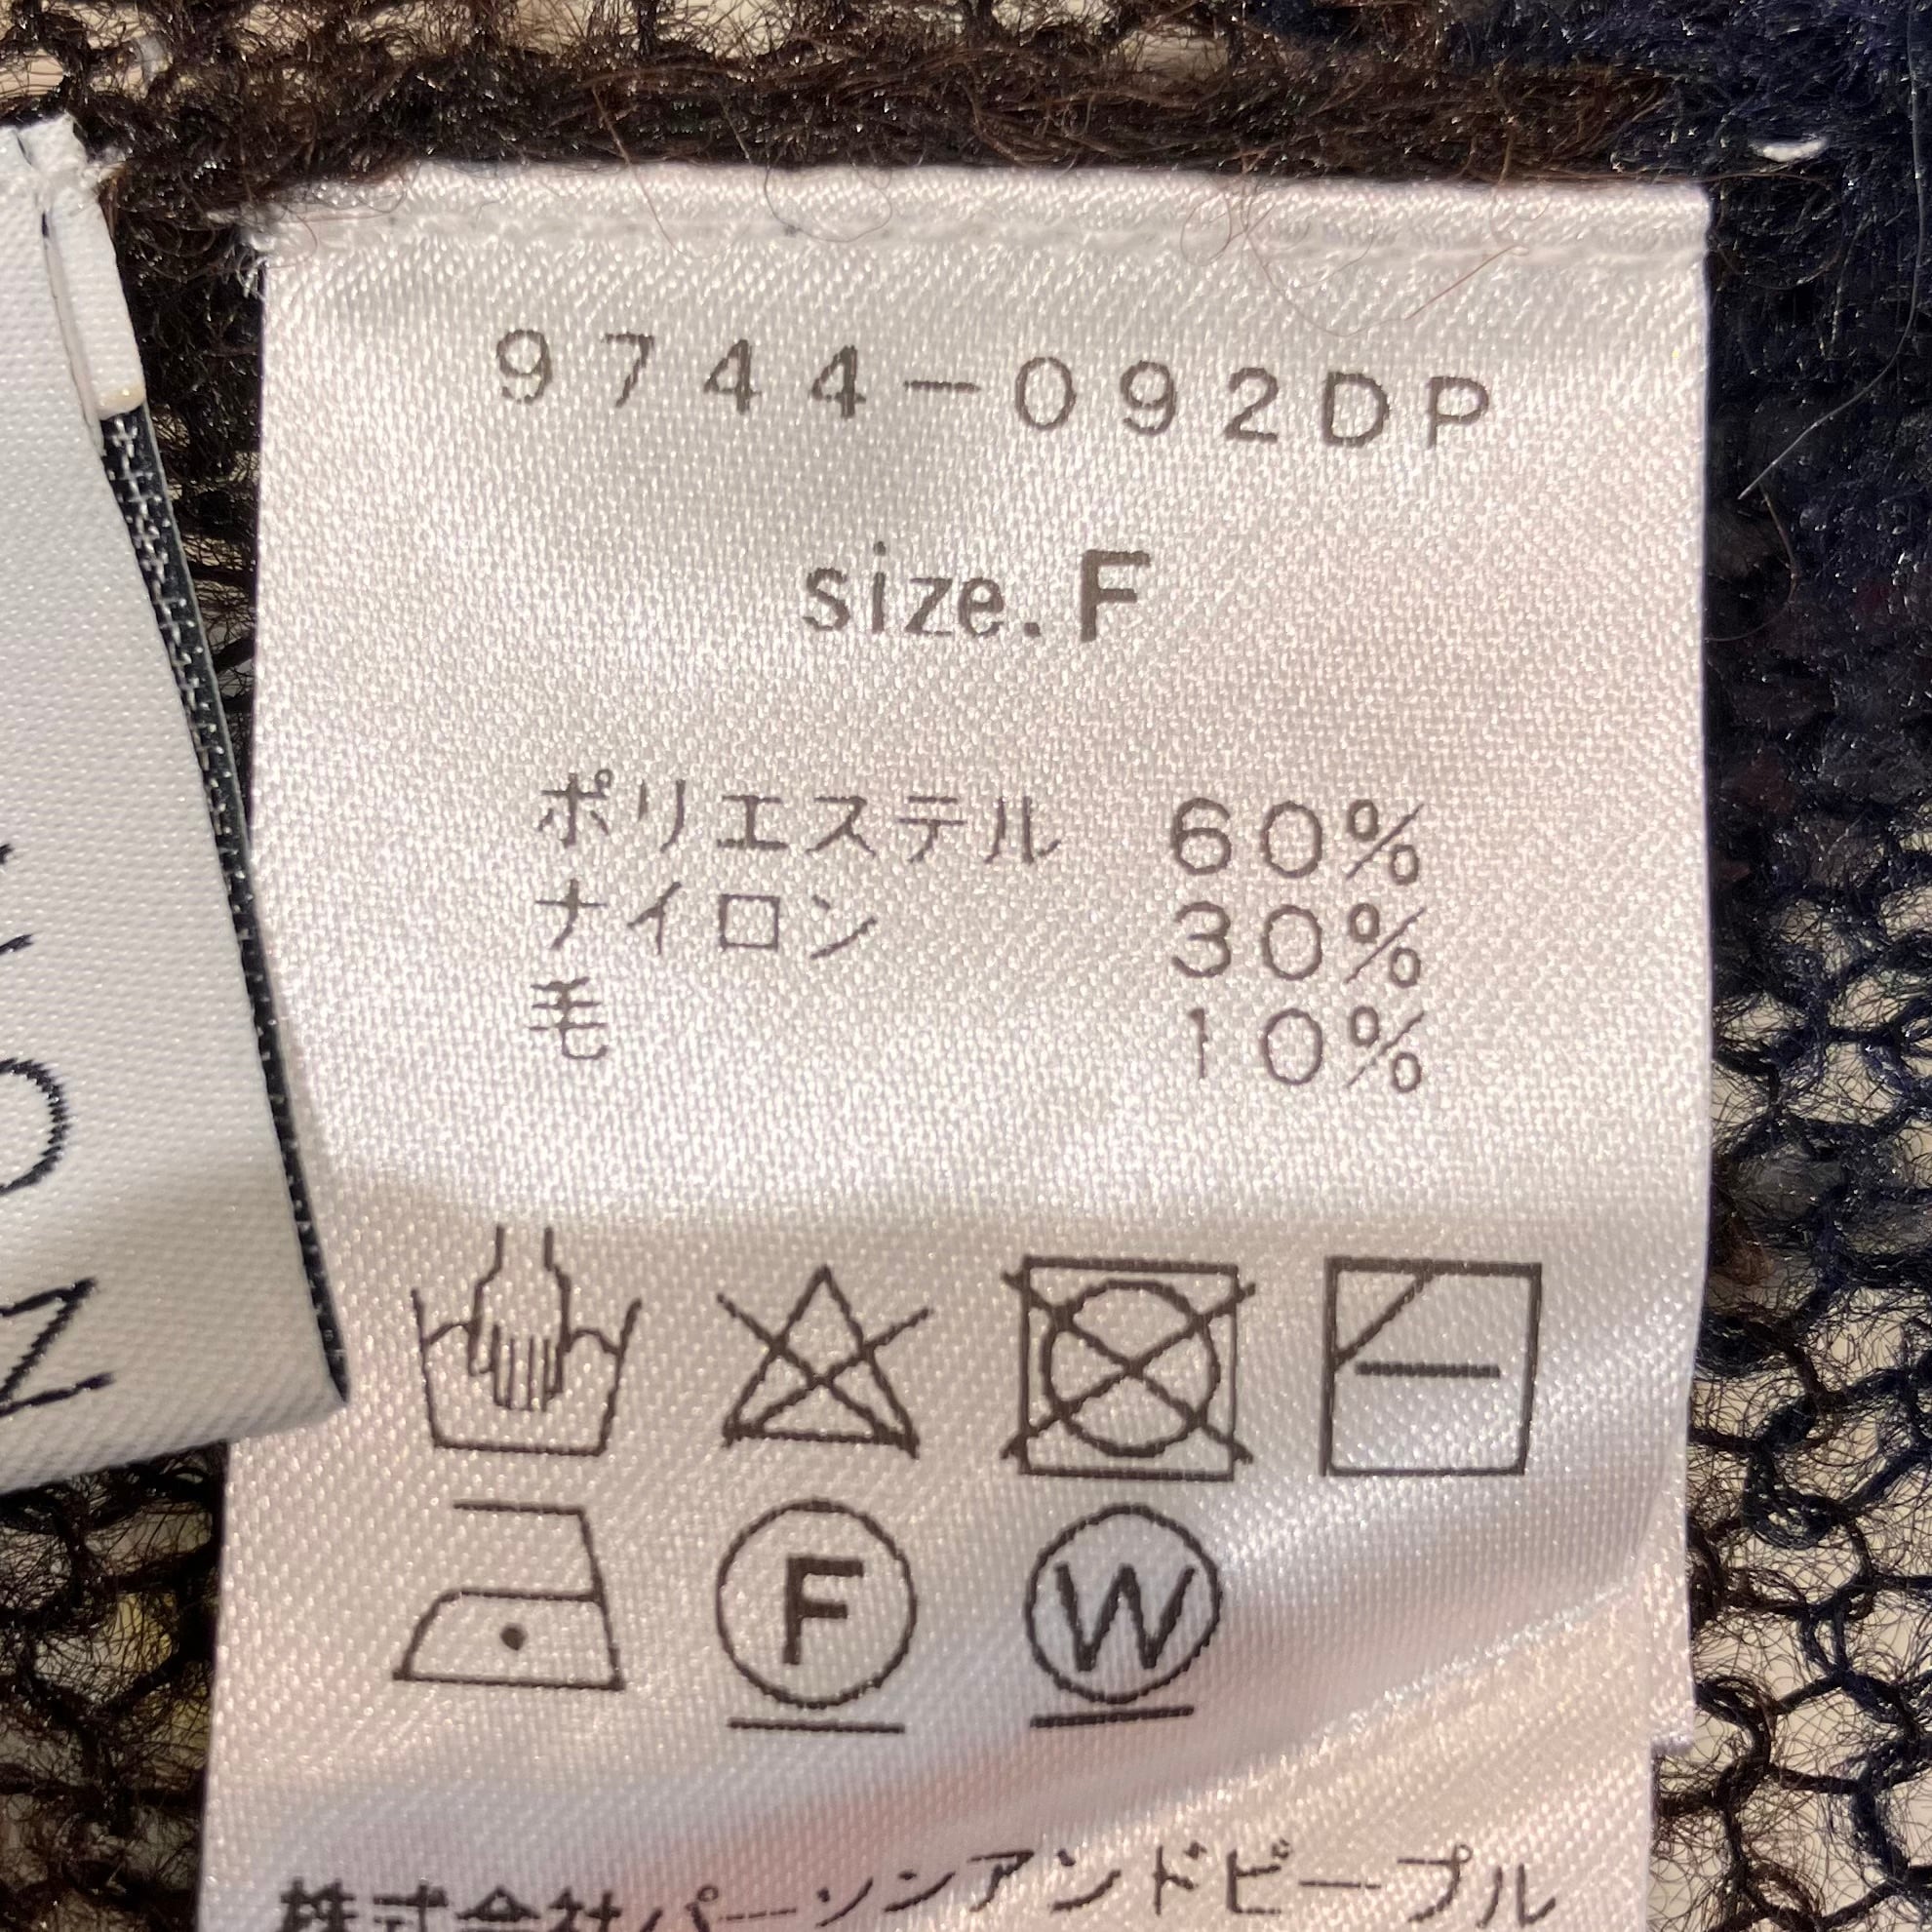 9744-092DP
size.F
ポリエステル 60%
ナイロン 30%
毛 10%
F W
株式会社パーソンアンドピープル